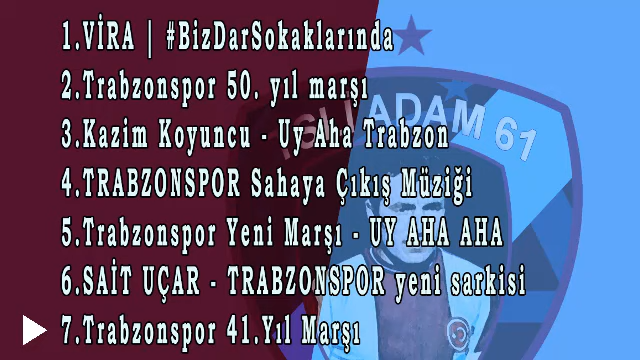 1.VİRA | #BizDarSokaklarında
2.Trabzonspor 50. yıl marşı
3.Kazim Koyuncu - Uy Aha Trabzon
4.TRABZONSPOR Sahaya Çıkış Müziği
5.Trabzonspor Yeni Marşı - UY AHA AHA
6.SAİT UÇAR - TRABZONSPOR yeni sarkisi
7.Trabzonspor 41.Yıl Marşı
ADAM 61